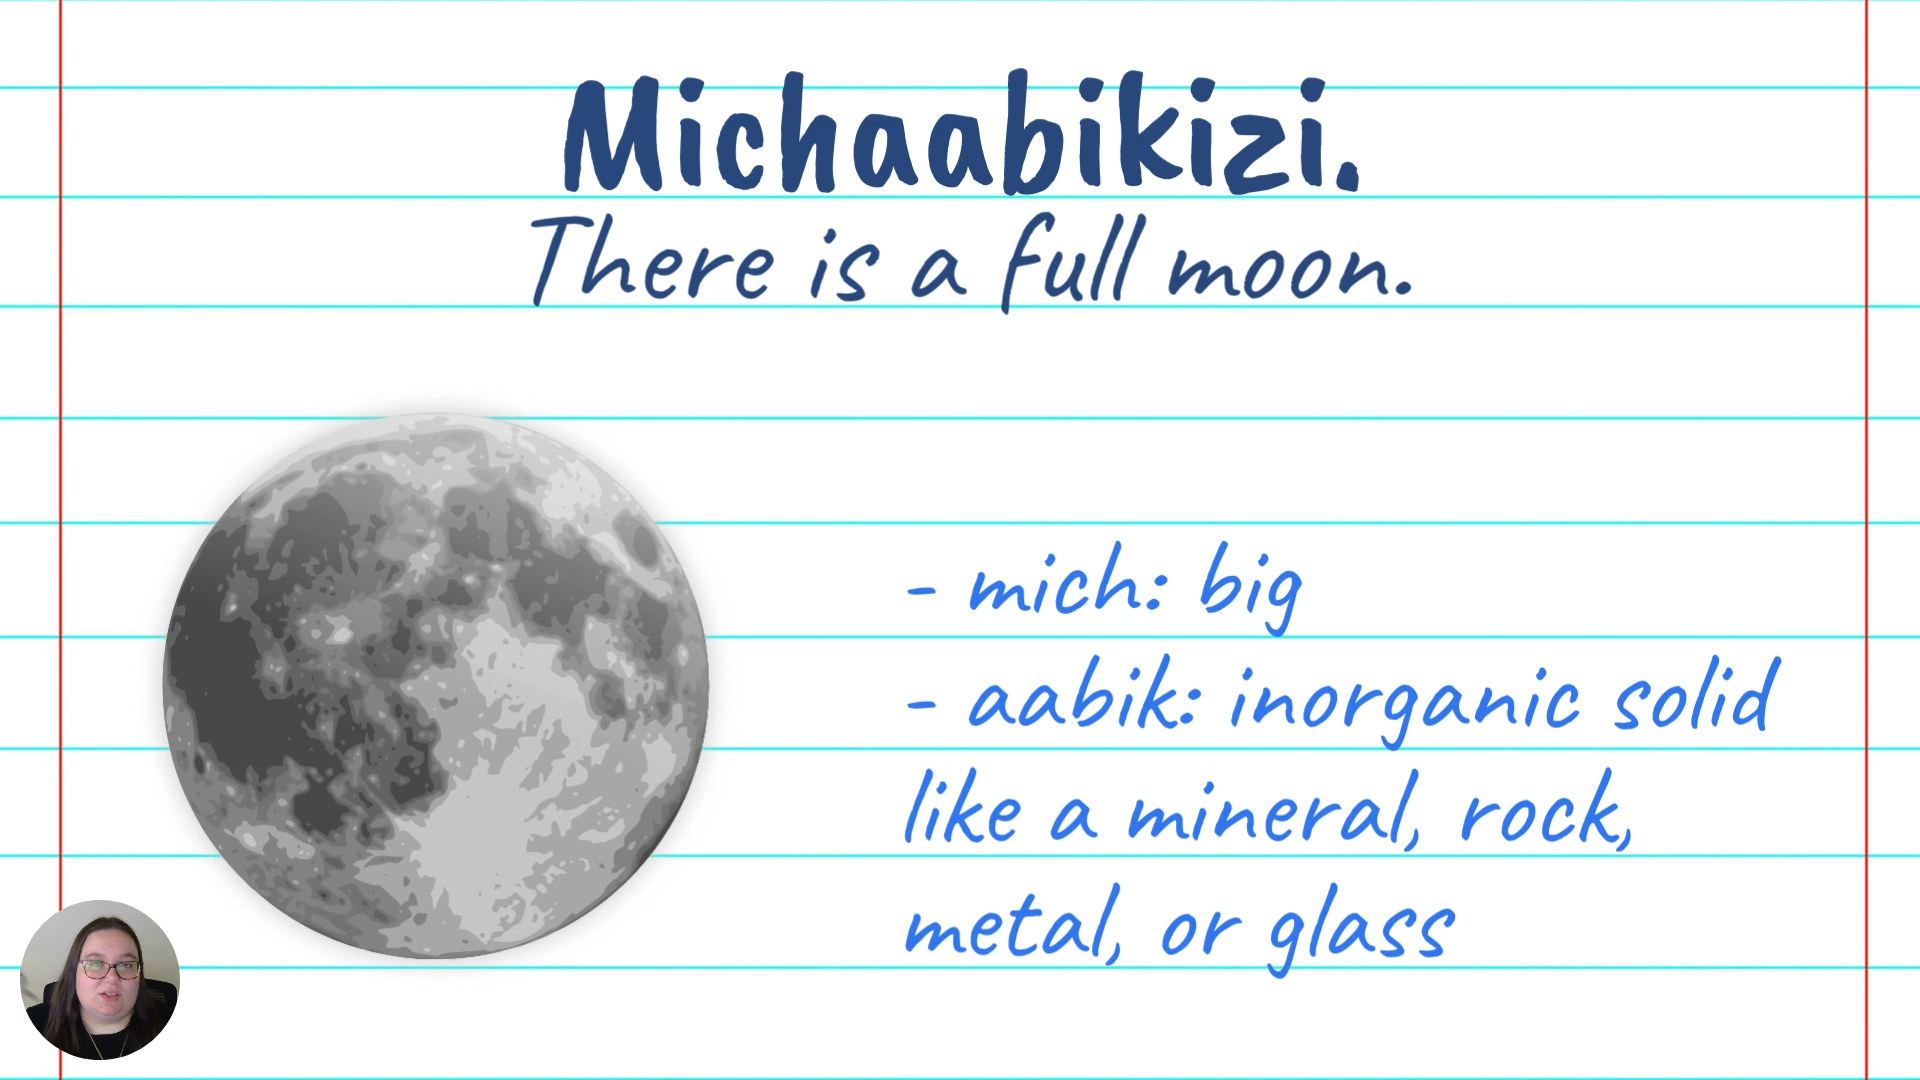 Michaabikizi.
There is a full moon.
- mich: big
- aabik: inorganic solid
like a mineral, rock,
metal, or glass